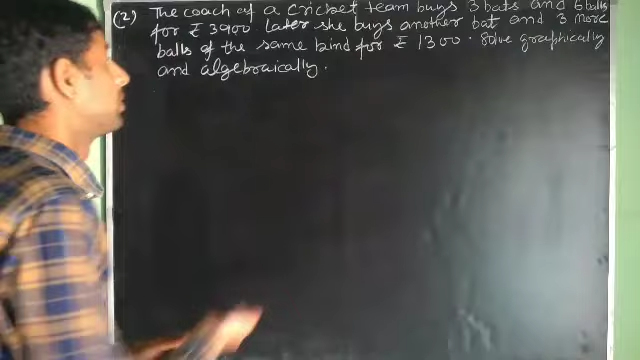 (2) The coach of a cricket team buys 3 bats and 6 balls
for ₹ 3900. Later she buys another bat and 3 more
balls of the same kind for ₹ 1300. Solve graphically
and algebraically.